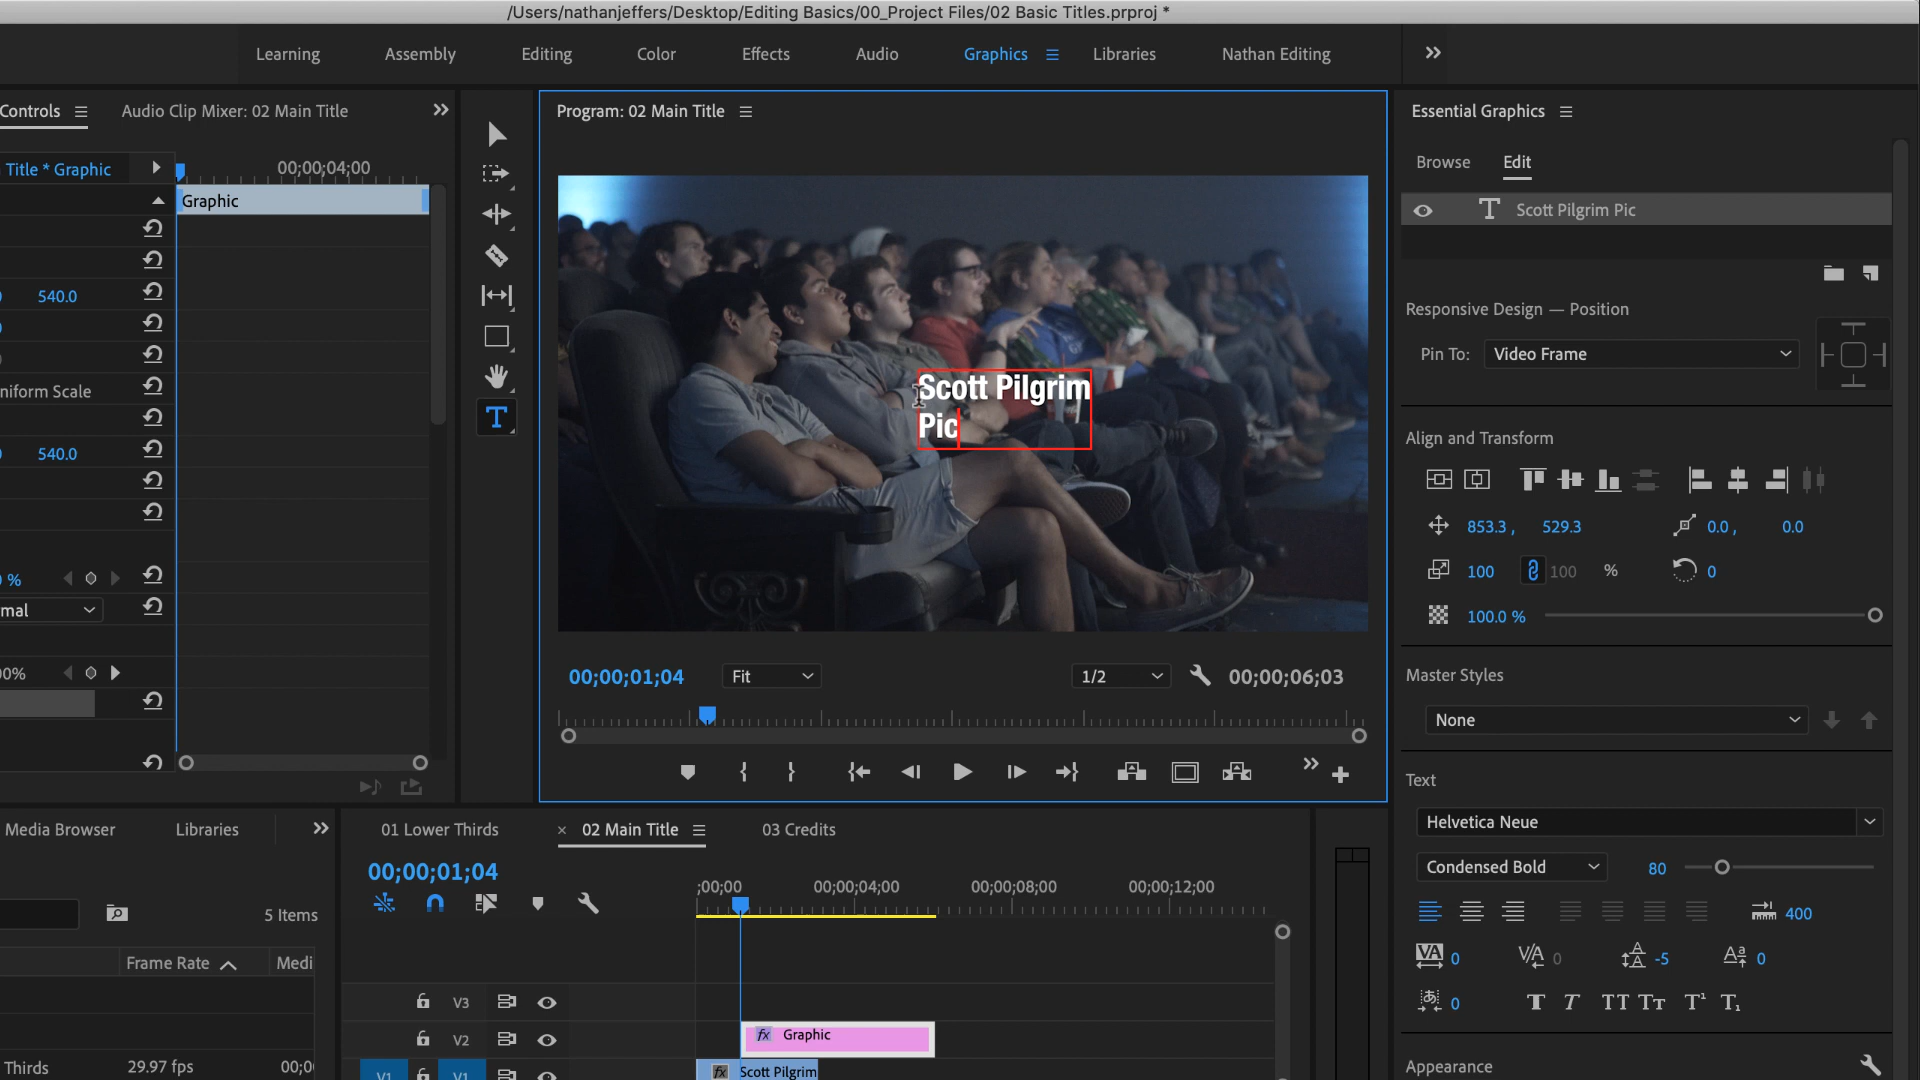 /Users/nathanjeffers/Desktop/Editing Basics/00_Project Files/02 Basic Titles.prproj *
Learning Assembly Editing Color Effects Audio Graphics Libraries Nathan Editing
Controls Audio Clip Mixer: 02 Main Title
Title * Graphic
00;00;04;00
Graphic
540.0
niform Scale
540.0
%
mal
00%
Program: 02 Main Title
Scott Pilgrim
Pic
00;00;01;04 Fit 1/2 00;00;06;03
Essential Graphics
Browse Edit
T Scott Pilgrim Pic
Responsive Design — Position
Pin To: Video Frame
Align and Transform
853.3 , 529.3 0.0 , 0.0
100 100 % 0
100.0 %
Master Styles
None
Text
Helvetica Neue
Condensed Bold 80
400
VA 0 V/A 0 -5 0
0 T T TT Tт T¹ T₁
Appearance
Media Browser Libraries
5 Items
Frame Rate Medi
Thirds 29.97 fps 00;0
01 Lower Thirds × 02 Main Title 03 Credits
00;00;01;04
;00;00 00;00;04;00 00;00;08;00 00;00;12;00
V3
V2 fx Graphic
V1 V1 fx Scott Pilgrim